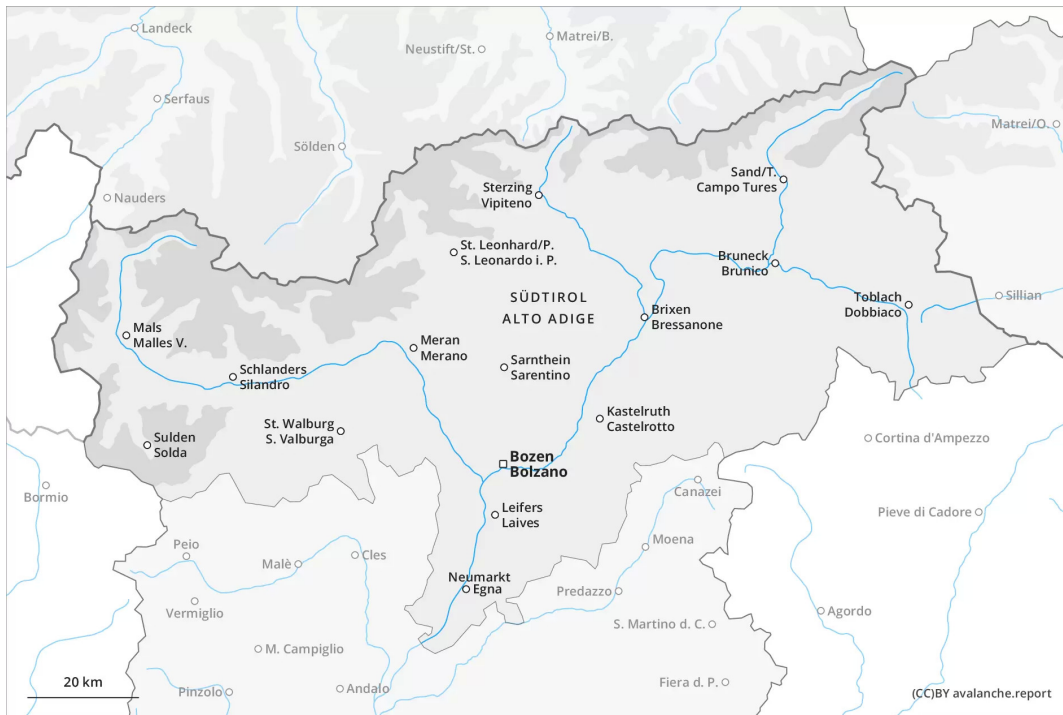 Landeck
Neustift/St.
Matrei/B.
Serfaus
Matrei/O.
Sölden
Nauders
Sterzing
Vipiteno
Sand/T.
Campo Tures
St. Leonhard/P.
S. Leonardo i. P.
Bruneck
Brunico
SÜDTIROL
ALTO ADIGE
Toblach
Dobbiaco
Sillian
Brixen
Bressanone
Mals
Malles V.
Meran
Merano
Sarnthein
Sarentino
Schlanders
Silandro
Kastelruth
Castelrotto
St. Walburg
S. Valburga
Sulden
Solda
Cortina d'Ampezzo
Bozen
Bolzano
Bormio
Canazei
Leifers
Laives
Pieve di Cadore
Moena
Peio
Malè
Cles
Neumarkt
Egna
Predazzo
Vermiglio
Agordo
S. Martino d. C.
M. Campiglio
20 km
Pinzolo
Andalo
Fiera d. P.
(CC)BY avalanche.report